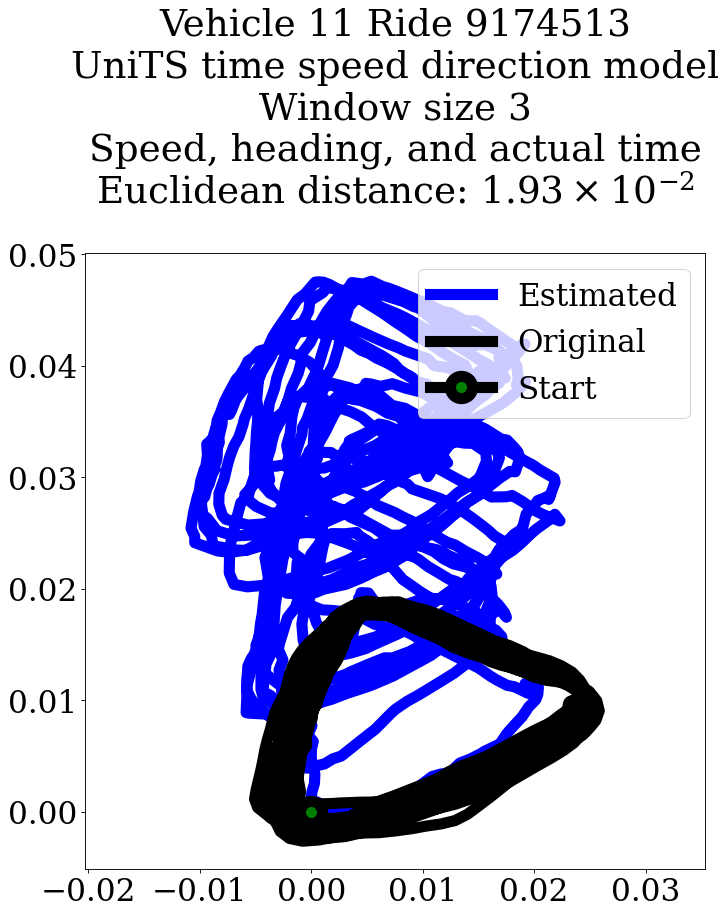 Vehicle 11 Ride 9174513
UniTS time speed direction model
Window size 3
Speed, heading, and actual time
Euclidean distance: 1.93 × 10⁻²
0.05
0.04
0.03
0.02
0.01
0.00
Estimated
Original
Start
−0.02 −0.01 0.00 0.01 0.02 0.03